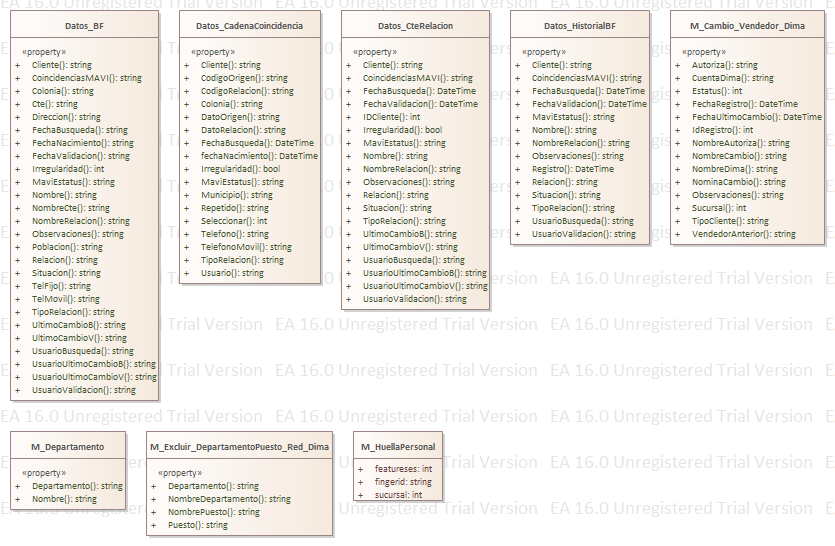 Datos_BF
«property»
+ Cliente(): string
+ CoincidenciasMAVI(): string
+ Colonia(): string
+ Cte(): string
+ Direccion(): string
+ FechaBusqueda(): string
+ FechaNacimiento(): string
+ FechaValidacion(): string
+ Irregularidad(): int
+ MaviEstatus(): string
+ Nombre(): string
+ NombreCte(): string
+ NombreRelacion(): string
+ Observaciones(): string
+ Poblacion(): string
+ Relacion(): string
+ Situacion(): string
+ TelFijo(): string
+ TelMovil(): string
+ TipoRelacion(): string
+ UltimoCambioB(): string
+ UltimoCambioV(): string
+ UsuarioBusqueda(): string
+ UsuarioUltimoCambioB(): string
+ UsuarioUltimoCambioV(): string
+ UsuarioValidacion(): string
Datos_CadenaCoincidencia
«property»
+ Cliente(): string
+ CodigoOrigen(): string
+ CodigoRelacion(): string
+ Colonia(): string
+ DatoOrigen(): string
+ DatoRelacion(): string
+ FechaBusqueda(): DateTime
+ fechaNacimiento(): DateTime
+ Irregularidad(): bool
+ MaviEstatus(): string
+ Municipio(): string
+ Repetido(): string
+ Seleccionar(): int
+ Telefono(): string
+ TelefonoMovil(): string
+ TipoRelacion(): string
+ Usuario(): string
Datos_CteRelacion
«property»
+ Cliente(): string
+ CoincidenciasMAVI(): string
+ FechaBusqueda(): DateTime
+ FechaValidacion(): DateTime
+ IDCliente(): int
+ Irregularidad(): bool
+ MaviEstatus(): string
+ Nombre(): string
+ NombreRelacion(): string
+ Observaciones(): string
+ Relacion(): string
+ Situacion(): string
+ TipoRelacion(): string
+ UltimoCambioB(): string
+ UltimoCambioV(): string
+ UsuarioBusqueda(): string
+ UsuarioUltimoCambioB(): string
+ UsuarioUltimoCambioV(): string
+ UsuarioValidacion(): string
Datos_HistorialBF
«property»
+ Cliente(): string
+ CoincidenciasMAVI(): string
+ FechaBusqueda(): DateTime
+ FechaValidacion(): DateTime
+ MaviEstatus(): string
+ Nombre(): string
+ NombreRelacion(): string
+ Observaciones(): string
+ Registro(): DateTime
+ Relacion(): string
+ Situacion(): string
+ TipoRelacion(): string
+ UsuarioBusqueda(): string
+ UsuarioValidacion(): string
M_Cambio_Vendedor_Dima
«property»
+ Autoriza(): string
+ CuentaDima(): string
+ Estatus(): int
+ FechaRegistro(): DateTime
+ FechaUltimoCambio(): DateTime
+ IdRegistro(): int
+ NombreAutoriza(): string
+ NombreCambio(): string
+ NombreDima(): string
+ NominaCambio(): string
+ Observaciones(): string
+ Sucursal(): int
+ TipoCliente(): string
+ VendedorAnterior(): string
M_Departamento
«property»
+ Departamento(): string
+ Nombre(): string
M_Excluir_DepartamentoPuesto_Red_Dima
«property»
+ Departamento(): string
+ NombreDepartamento(): string
+ NombrePuesto(): string
+ Puesto(): string
M_HuellaPersonal
+ featureses: int
+ fingerid: string
+ sucursal: int
EA 16.0 Unregistered Trial Version